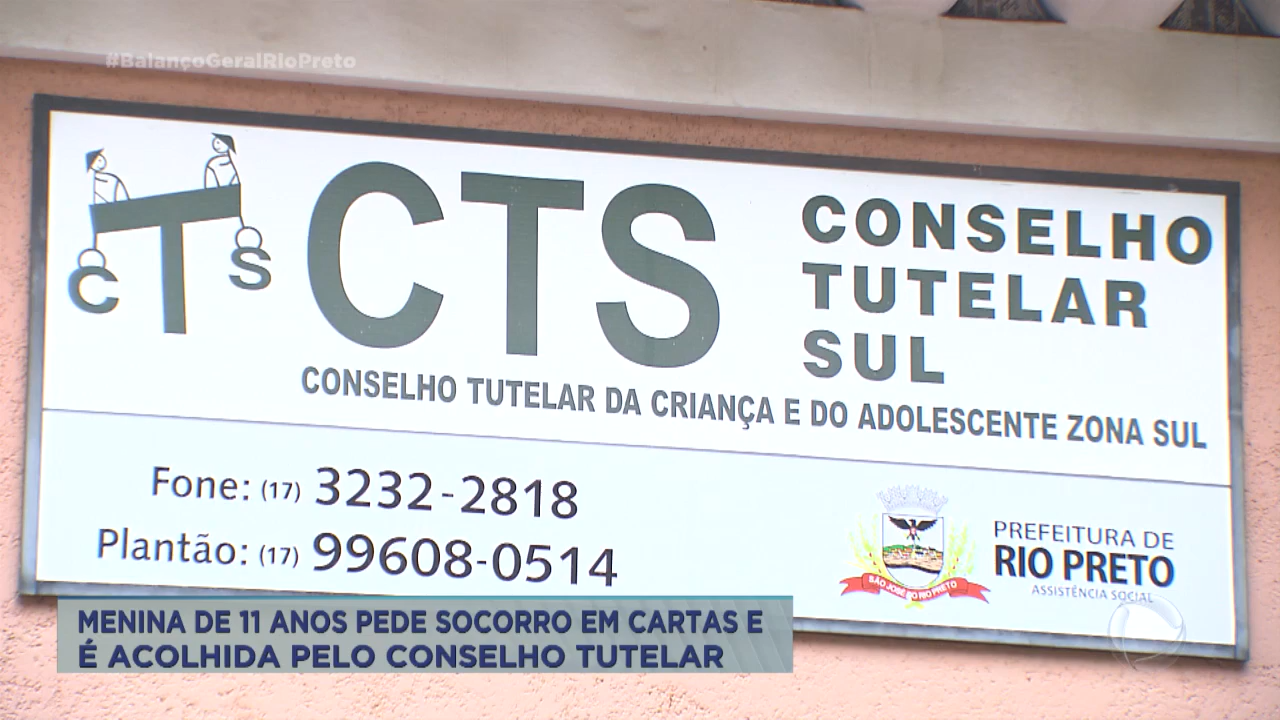 #BalançoGeralRioPreto
CTS
CTS
CONSELHO
TUTELAR
SUL
CONSELHO TUTELAR DA CRIANÇA E DO ADOLESCENTE ZONA SUL
Fone: (17) 3232-2818
Plantão: (17) 99608-0514
SÃO JOSÉ DO RIO PRETO
PREFEITURA DE
RIO PRETO
ASSISTÊNCIA SOCIAL
MENINA DE 11 ANOS PEDE SOCORRO EM CARTAS E
É ACOLHIDA PELO CONSELHO TUTELAR